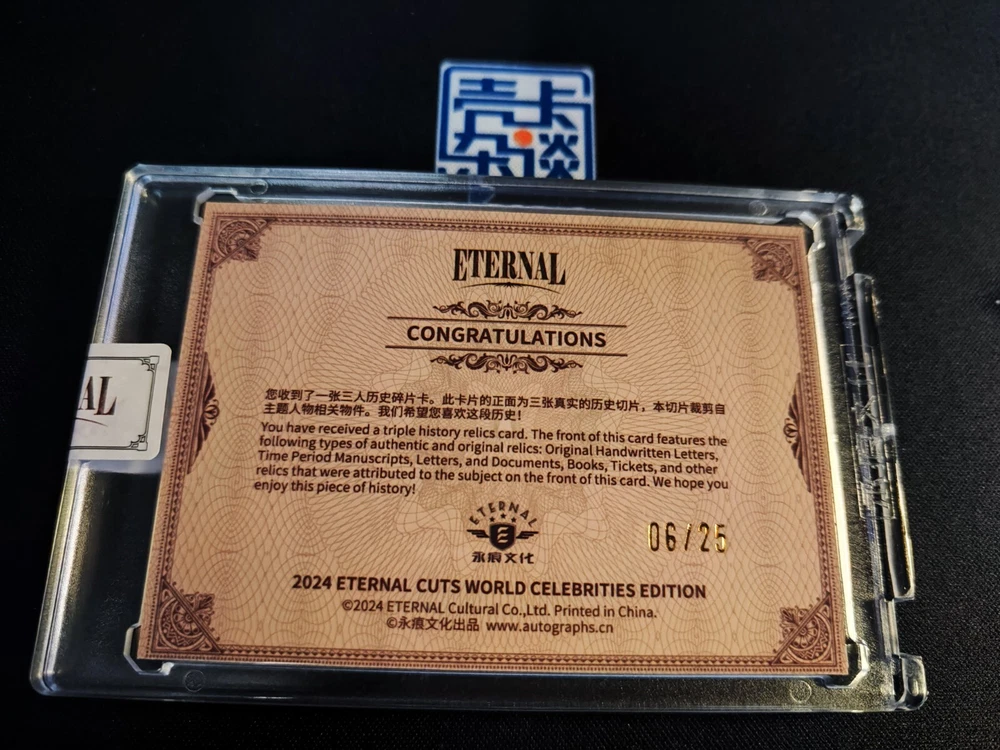 壳卡杂谈
ETERNAL
CONGRATULATIONS
AL
您收到了一张三人历史碎片卡。此卡片的正面为三张真实的历史切片，本切片裁剪自
主题人物相关物件。我们希望您喜欢这段历史！
You have received a triple history relics card. The front of this card features the
following types of authentic and original relics: Original Handwritten Letters,
Time Period Manuscripts, Letters, and Documents, Books, Tickets, and other
relics that were attributed to the subject on the front of this card. We hope you
enjoy this piece of history!
ETERNAL
永痕文化
06/25
2024 ETERNAL CUTS WORLD CELEBRITIES EDITION
©2024 ETERNAL Cultural Co.,Ltd. Printed in China.
©永痕文化出品 www.autographs.cn